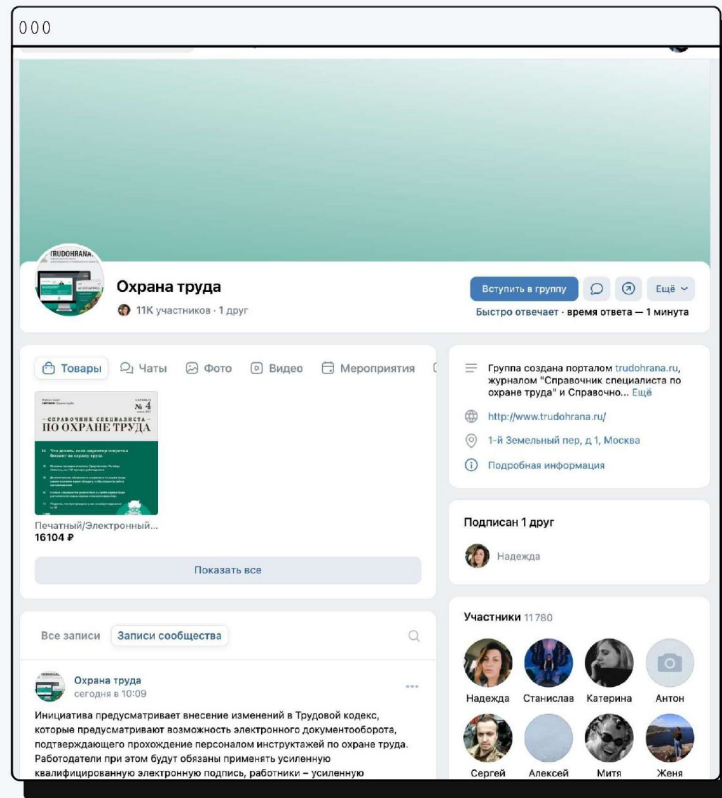 000
TRUDOHRANA.
Охрана труда
11K участников · 1 друг
Вступить в группу
Ещё
Быстро отвечает · время ответа — 1 минута
Товары Чаты Фото Видео Мероприятия
№ 4
СПРАВОЧНИК СПЕЦИАЛИСТА
ПО ОХРАНЕ ТРУДА
Печатный/Электронный...
16104 ₽
Показать все
Группа создана порталом trudohrana.ru,
журналом "Справочник специалиста по
охране труда" и Справочно... Ещё
http://www.trudohrana.ru/
1-й Земельный пер, д 1, Москва
Подробная информация
Подписан 1 друг
Надежда
Участники 11 780
Надежда Станислав Катерина Антон
Сергей Алексей Митя Женя
Все записи Записи сообщества
Охрана труда
сегодня в 10:09
Инициатива предусматривает внесение изменений в Трудовой кодекс,
которые предусматривают возможность электронного документооборота,
подтверждающего прохождение персоналом инструктажей по охране труда.
Работодатели при этом будут обязаны применять усиленную
квалифицированную электронную подпись, работники – усиленную